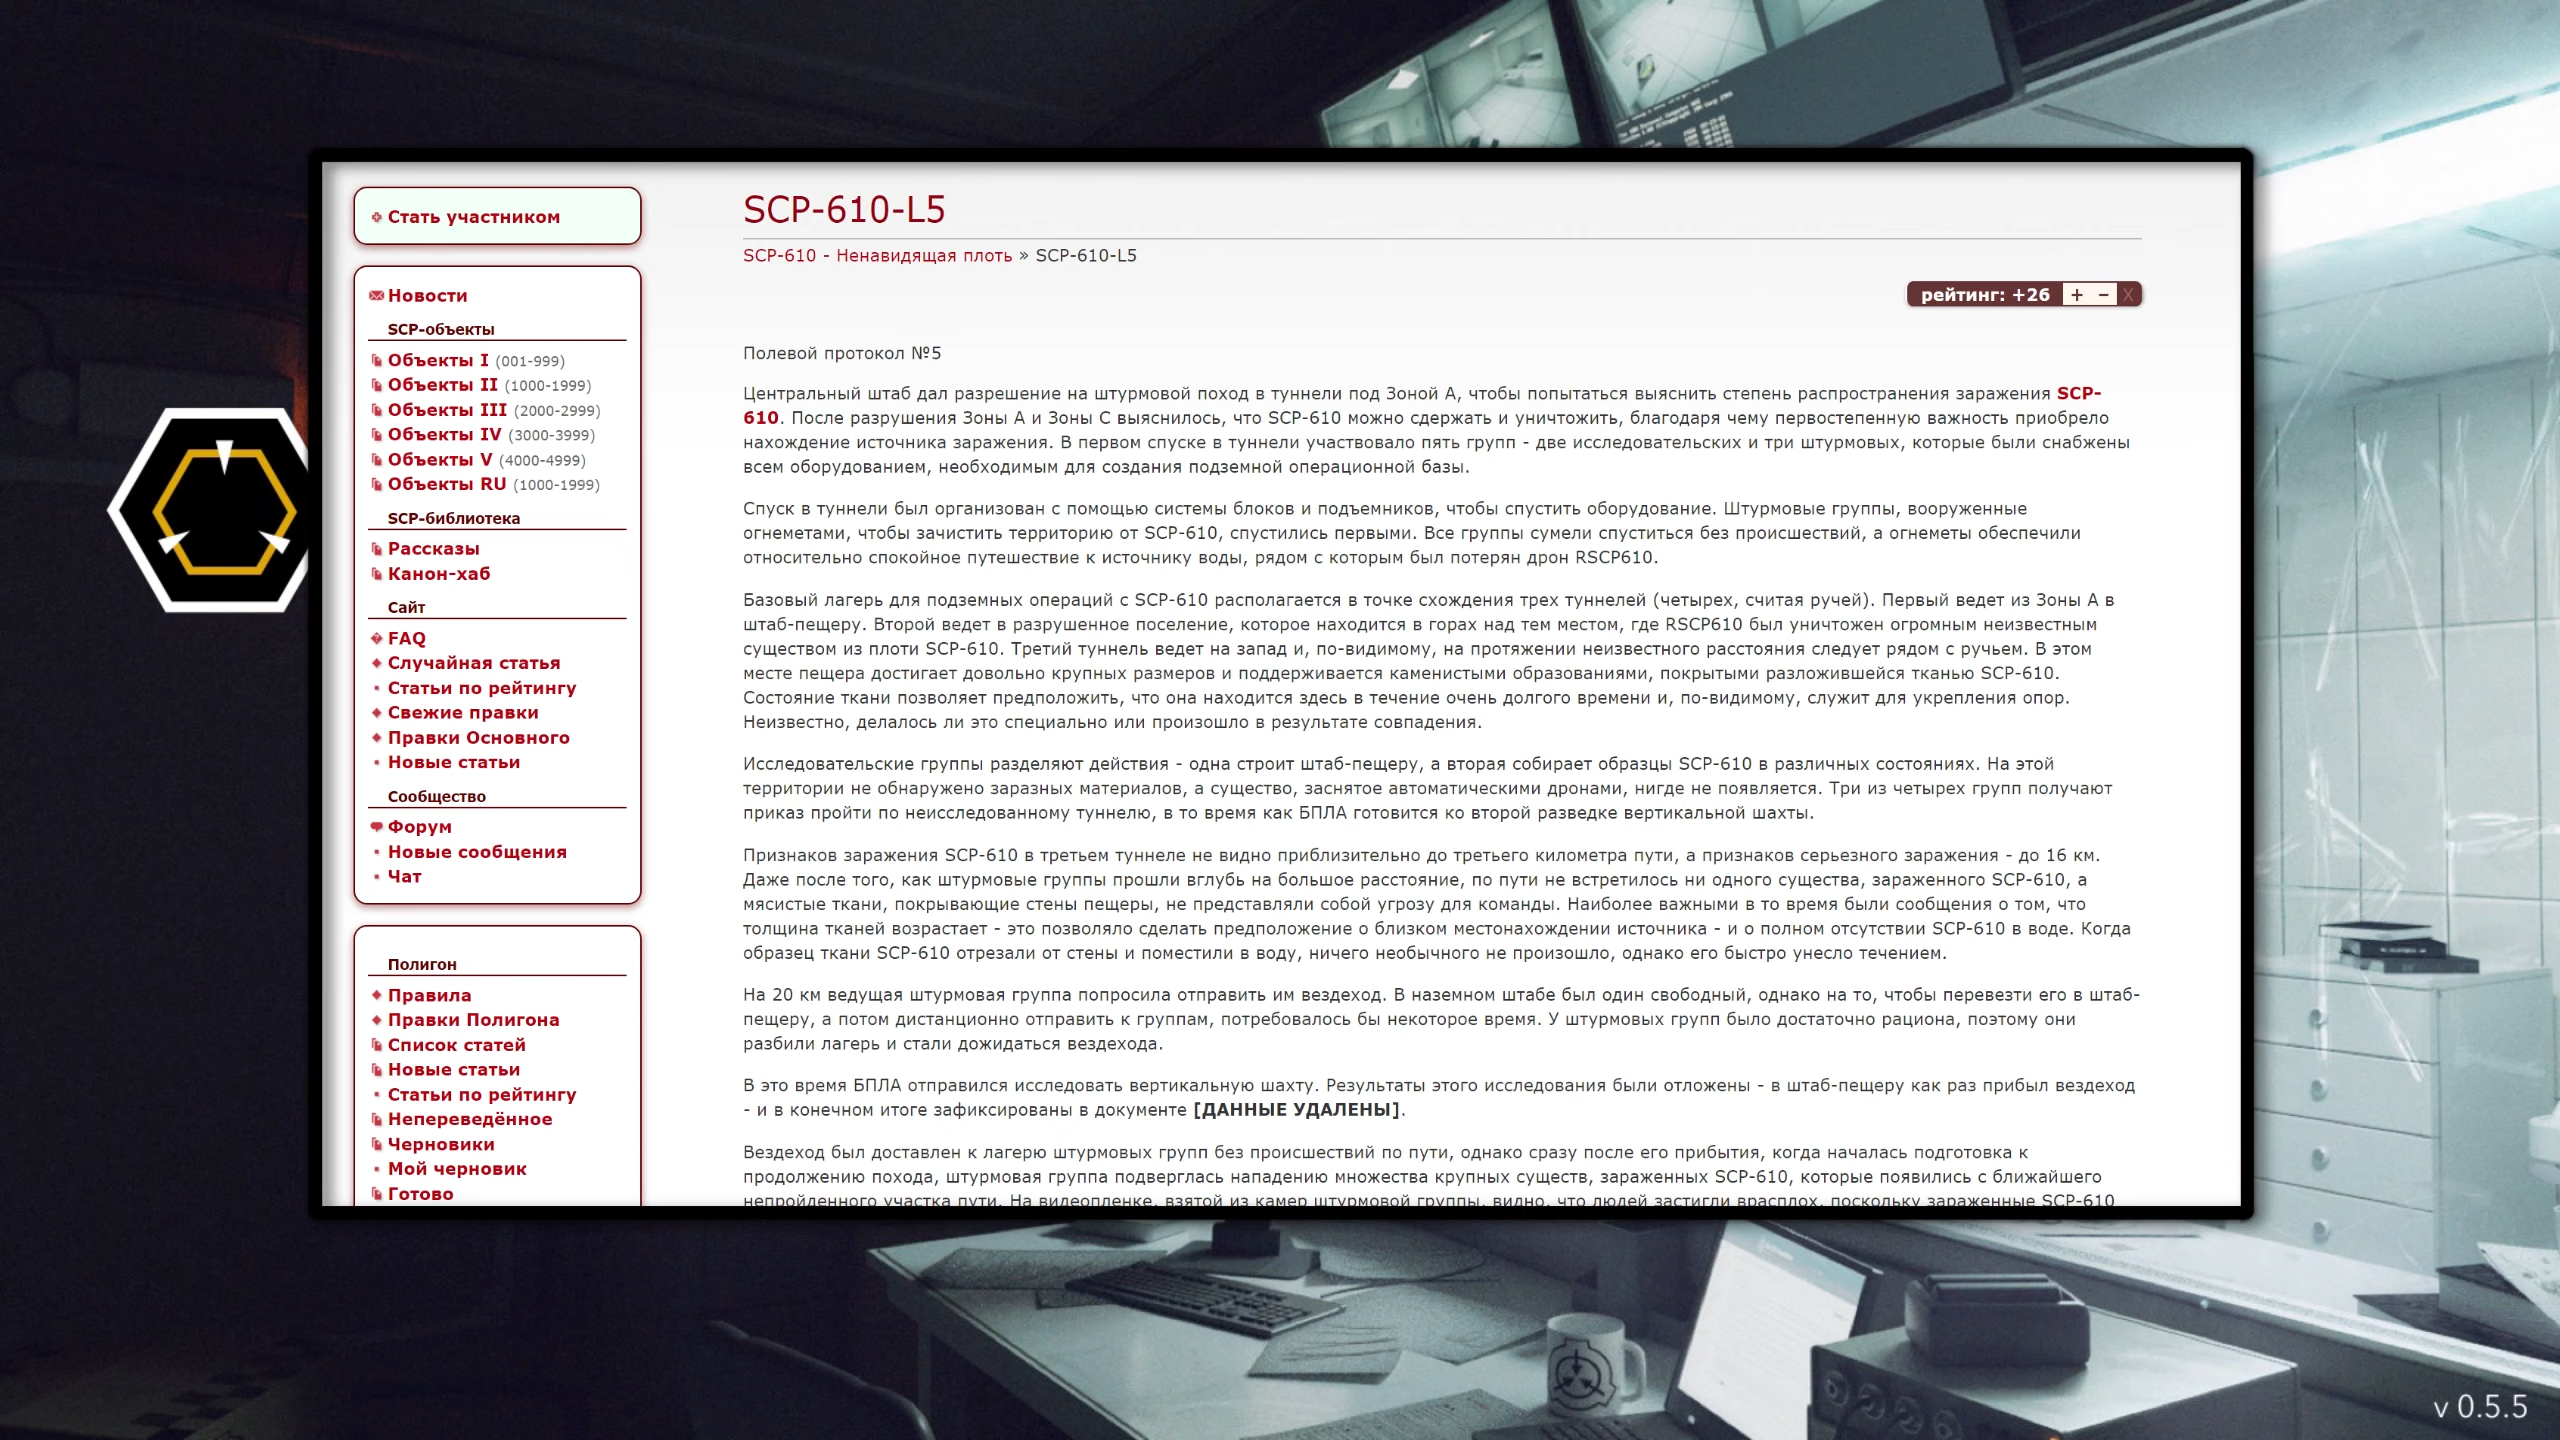 Стать участником
Новости
SCP-объекты
Объекты I (001-999)
Объекты II (1000-1999)
Объекты III (2000-2999)
Объекты IV (3000-3999)
Объекты V (4000-4999)
Объекты RU (1000-1999)
SCP-библиотека
Рассказы
Канон-хаб
Сайт
FAQ
Случайная статья
Статьи по рейтингу
Свежие правки
Правки Основного
Новые статьи
Сообщество
Форум
Новые сообщения
Чат
Полигон
Правила
Правки Полигона
Список статей
Новые статьи
Статьи по рейтингу
Непереведённое
Черновики
Мой черновик
Готово
SCP-610-L5
SCP-610 - Ненавидящая плоть » SCP-610-L5
рейтинг: +26 + – X
Полевой протокол №5
Центральный штаб дал разрешение на штурмовой поход в туннели под Зоной А, чтобы попытаться выяснить степень распространения заражения SCP-
610. После разрушения Зоны А и Зоны С выяснилось, что SCP-610 можно сдержать и уничтожить, благодаря чему первостепенную важность приобрело
нахождение источника заражения. В первом спуске в туннели участвовало пять групп - две исследовательских и три штурмовых, которые были снабжены
всем оборудованием, необходимым для создания подземной операционной базы.
Спуск в туннели был организован с помощью системы блоков и подъемников, чтобы спустить оборудование. Штурмовые группы, вооруженные
огнеметами, чтобы зачистить территорию от SCP-610, спустились первыми. Все группы сумели спуститься без происшествий, а огнеметы обеспечили
относительно спокойное путешествие к источнику воды, рядом с которым был потерян дрон RSCP610.
Базовый лагерь для подземных операций с SCP-610 располагается в точке схождения трех туннелей (четырех, считая ручей). Первый ведет из Зоны А в
штаб-пещеру. Второй ведет в разрушенное поселение, которое находится в горах над тем местом, где RSCP610 был уничтожен огромным неизвестным
существом из плоти SCP-610. Третий туннель ведет на запад и, по-видимому, на протяжении неизвестного расстояния следует рядом с ручьем. В этом
месте пещера достигает довольно крупных размеров и поддерживается каменистыми образованиями, покрытыми разложившейся тканью SCP-610.
Состояние ткани позволяет предположить, что она находится здесь в течение очень долгого времени и, по-видимому, служит для укрепления опор.
Неизвестно, делалось ли это специально или произошло в результате совпадения.
Исследовательские группы разделяют действия - одна строит штаб-пещеру, а вторая собирает образцы SCP-610 в различных состояниях. На этой
территории не обнаружено заразных материалов, а существо, заснятое автоматическими дронами, нигде не появляется. Три из четырех групп получают
приказ пройти по неисследованному туннелю, в то время как БПЛА готовится ко второй разведке вертикальной шахты.
Признаков заражения SCP-610 в третьем туннеле не видно приблизительно до третьего километра пути, а признаков серьезного заражения - до 16 км.
Даже после того, как штурмовые группы прошли вглубь на большое расстояние, по пути не встретилось ни одного существа, зараженного SCP-610, а
мясистые ткани, покрывающие стены пещеры, не представляли собой угрозу для команды. Наиболее важными в то время были сообщения о том, что
толщина тканей возрастает - это позволяло сделать предположение о близком местонахождении источника - и о полном отсутствии SCP-610 в воде. Когда
образец ткани SCP-610 отрезали от стены и поместили в воду, ничего необычного не произошло, однако его быстро унесло течением.
На 20 км ведущая штурмовая группа попросила отправить им вездеход. В наземном штабе был один свободный, однако на то, чтобы перевезти его в штаб-
пещеру, а потом дистанционно отправить к группам, потребовалось бы некоторое время. У штурмовых групп было достаточно рациона, поэтому они
разбили лагерь и стали дожидаться вездехода.
В это время БПЛА отправился исследовать вертикальную шахту. Результаты этого исследования были отложены - в штаб-пещеру как раз прибыл вездеход
- и в конечном итоге зафиксированы в документе [ДАННЫЕ УДАЛЕНЫ].
Вездеход был доставлен к лагерю штурмовых групп без происшествий по пути, однако сразу после его прибытия, когда началась подготовка к
продолжению похода, штурмовая группа подверглась нападению множества крупных существ, зараженных SCP-610, которые появились с ближайшего
непройденного участка пути. На видеопленке, взятой из камер штурмовой группы, видно, что людей застигли врасплох, поскольку зараженные SCP-610
v 0.5.5